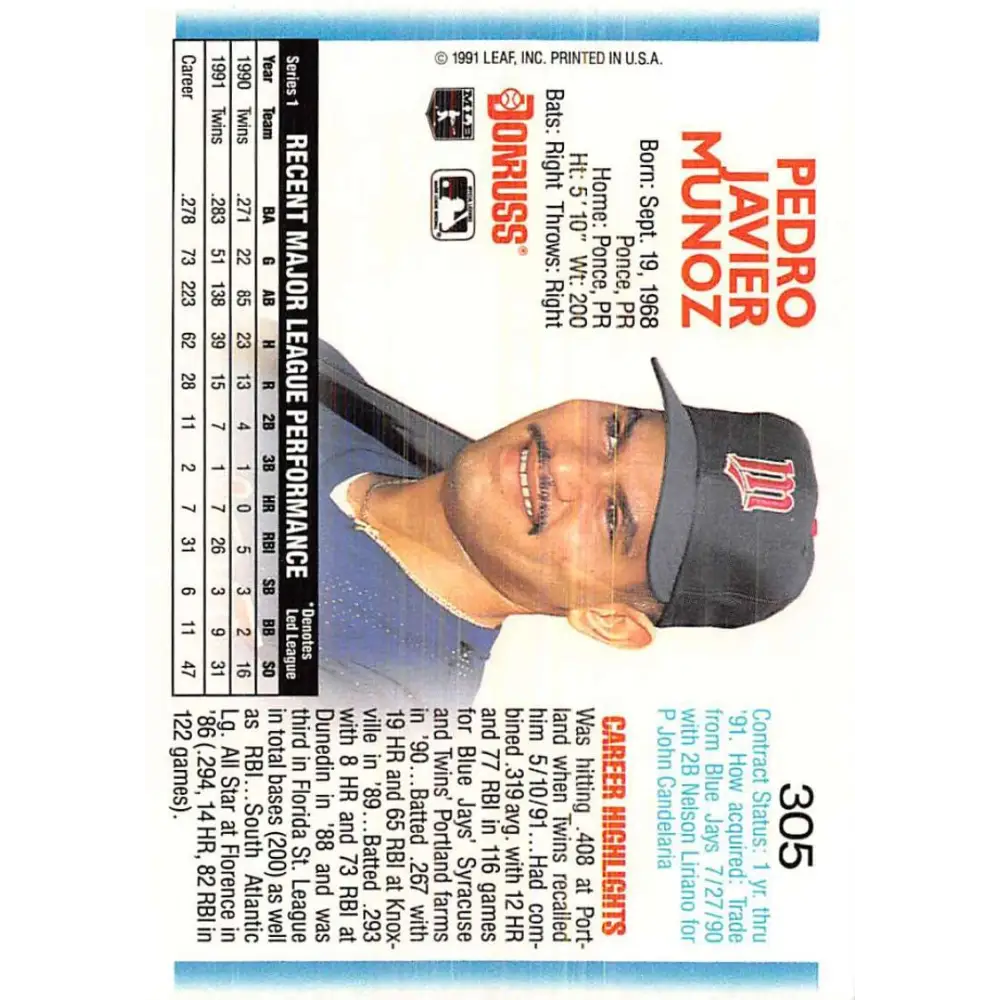 PEDRO
JAVIER
MUNOZ
Born: Sept. 19, 1968
Ponce, PR
Home: Ponce, PR
Ht: 5' 10" Wt: 200
Bats: Right Throws: Right
DONRUSS®
MLB
© 1991 LEAF, INC. PRINTED IN U.S.A.
M
305
Contract Status: 1 yr. thru
'91. How acquired: Trade
from Blue Jays 7/27/90
with 2B Nelson Liriano for
P John Candelaria
CAREER HIGHLIGHTS
Was hitting .408 at Port-
land when Twins recalled
him 5/10/91...Had com-
bined .319 avg. with 12 HR
and 77 RBI in 116 games
for Blue Jays' Syracuse
and Twins' Portland farms
in '90...Batted .267 with
19 HR and 65 RBI at Knox-
ville in '89...Batted .293
with 8 HR and 73 RBI at
Dunedin in '88 and was
third in Florida St. League
in total bases (200) as well
as RBI...South Atlantic
Lg. All Star at Florence in
'86 (.294, 14 HR, 82 RBI in
122 games).
Series 1 RECENT MAJOR LEAGUE PERFORMANCE *Denotes Led League
Year Team BA G AB H R 2B 3B HR RBI SB BB SO
1990 Twins .271 22 85 23 13 4 1 0 5 3 2 16
1991 Twins .283 51 138 39 15 7 1 7 26 3 9 31
Career .278 73 223 62 28 11 2 7 31 6 11 47